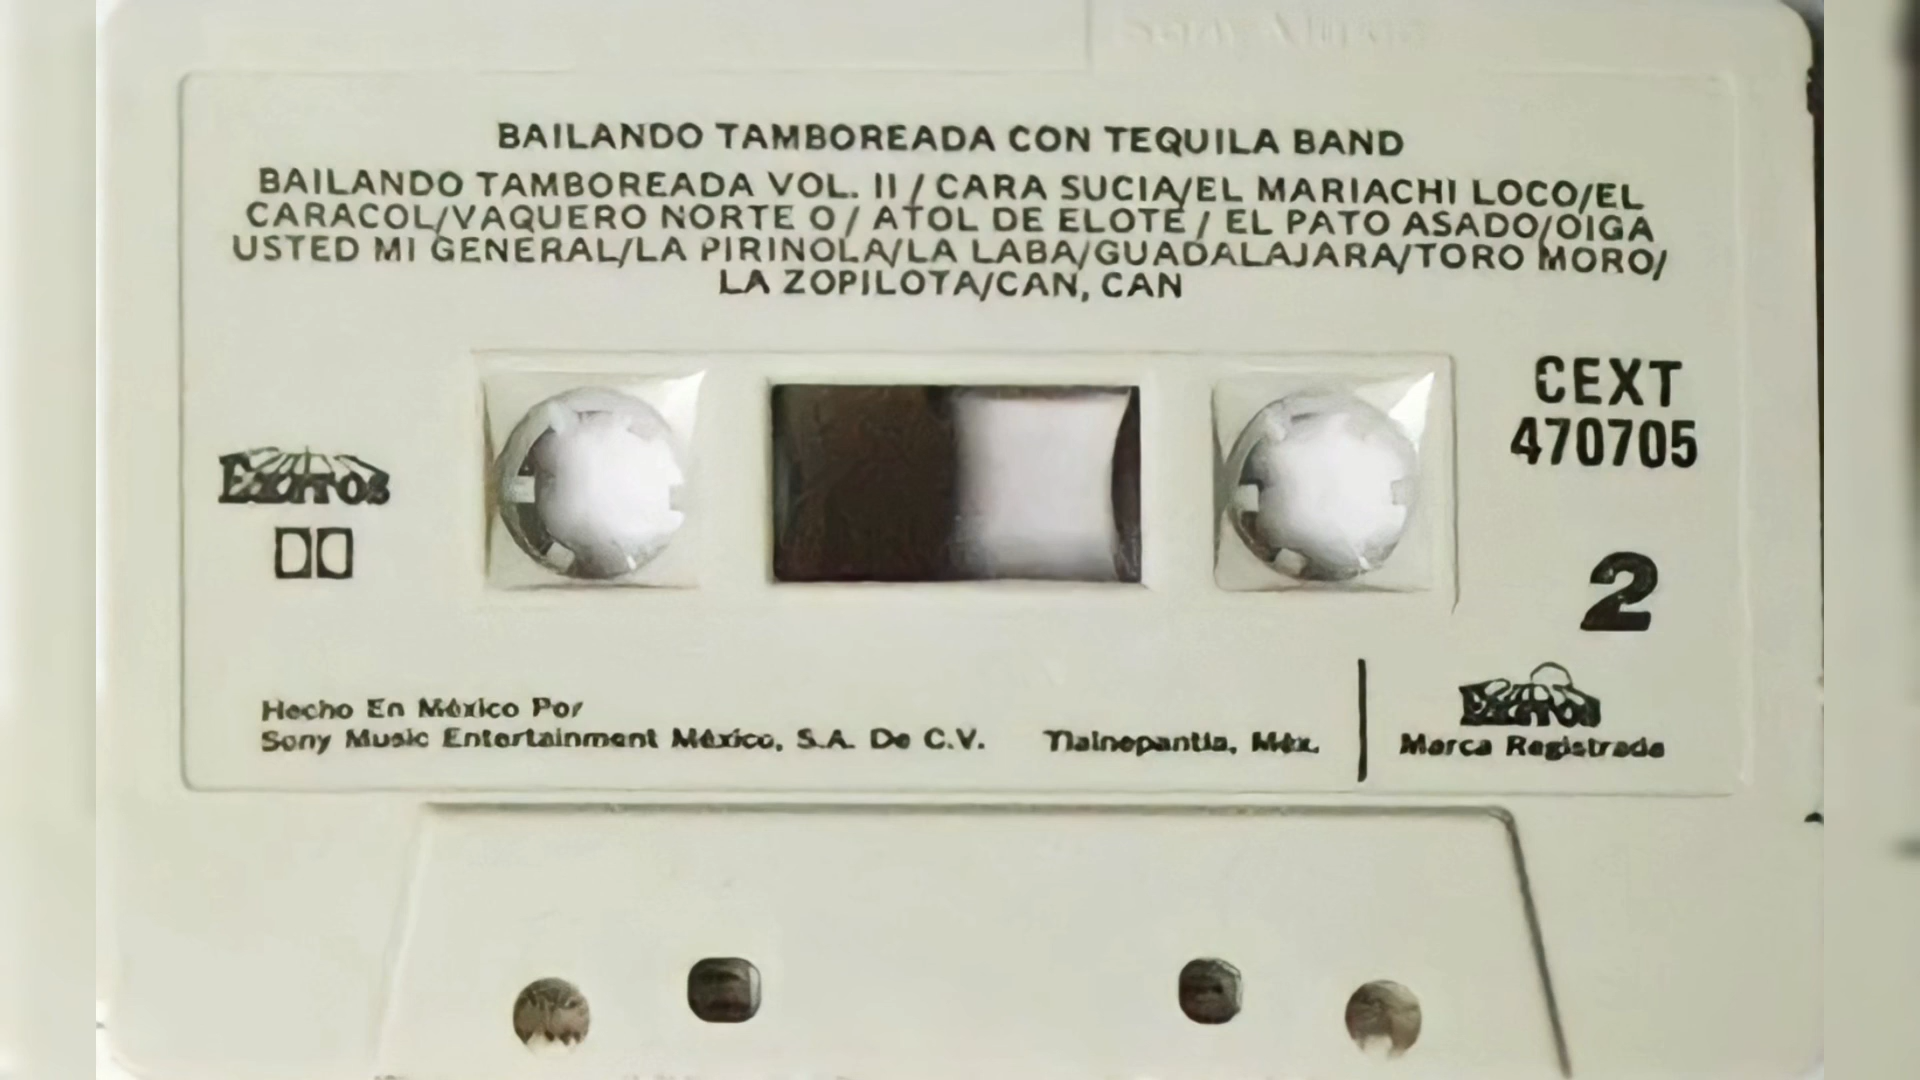 BAILANDO TAMBOREADA CON TEQUILA BAND
BAILANDO TAMBOREADA VOL. II / CARA SUCIA/EL MARIACHI LOCO/EL
CARACOL/VAQUERO NORTE O/ ATOL DE ELOTE / EL PATO ASADO/OIGA
USTED MI GENERAL/LA PIRINOLA/LA LABA/GUADALAJARA/TORO MORO/
LA ZOPILOTA/CAN, CAN
CEXT
470705
Exitos
2
Hecho En México Por
Sony Music Entertainment México, S.A. De C.V. Tlalnepantla, Méx.
Exitos
Marca Registrada